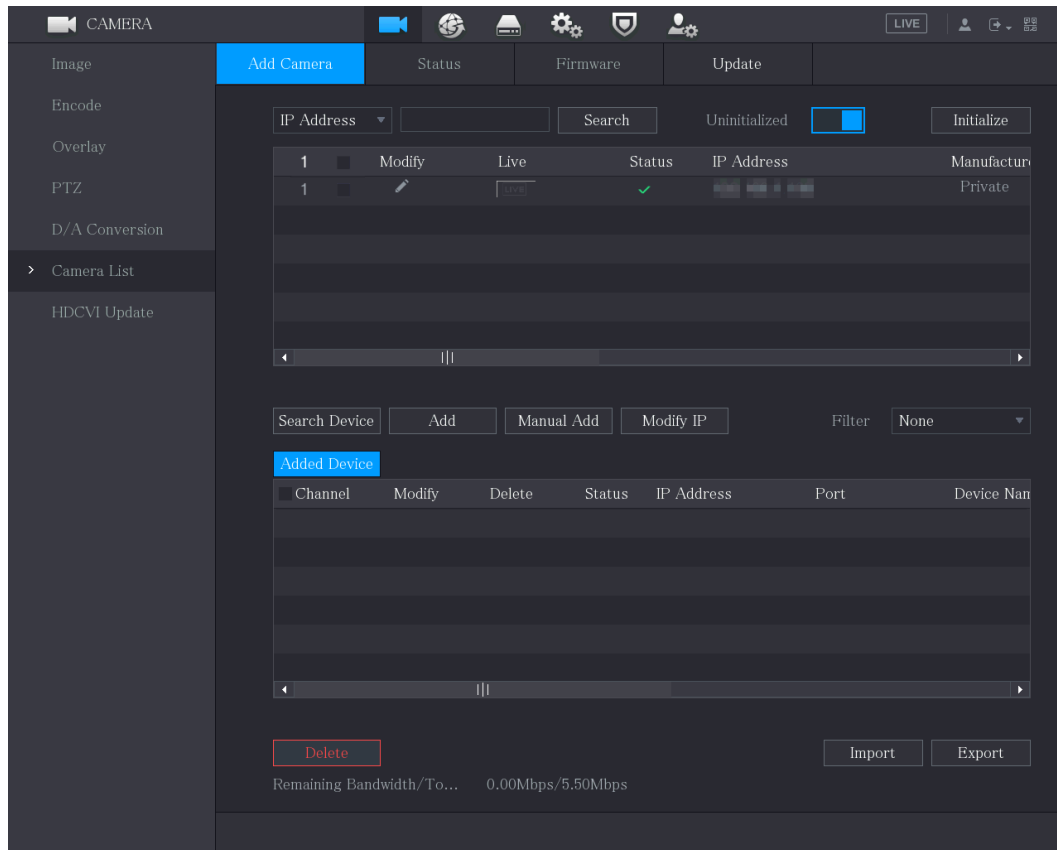 CAMERA LIVE
Image Add Camera Status Firmware Update
Encode
IP Address Search Uninitialized Initialize
Overlay
1 Modify Live Status IP Address Manufacture
PTZ 1 LIVE Private
D/A Conversion
Camera List
HDCVI Update
Search Device Add Manual Add Modify IP Filter None
Added Device
Channel Modify Delete Status IP Address Port Device Nam
Delete Import Export
Remaining Bandwidth/To... 0.00Mbps/5.50Mbps